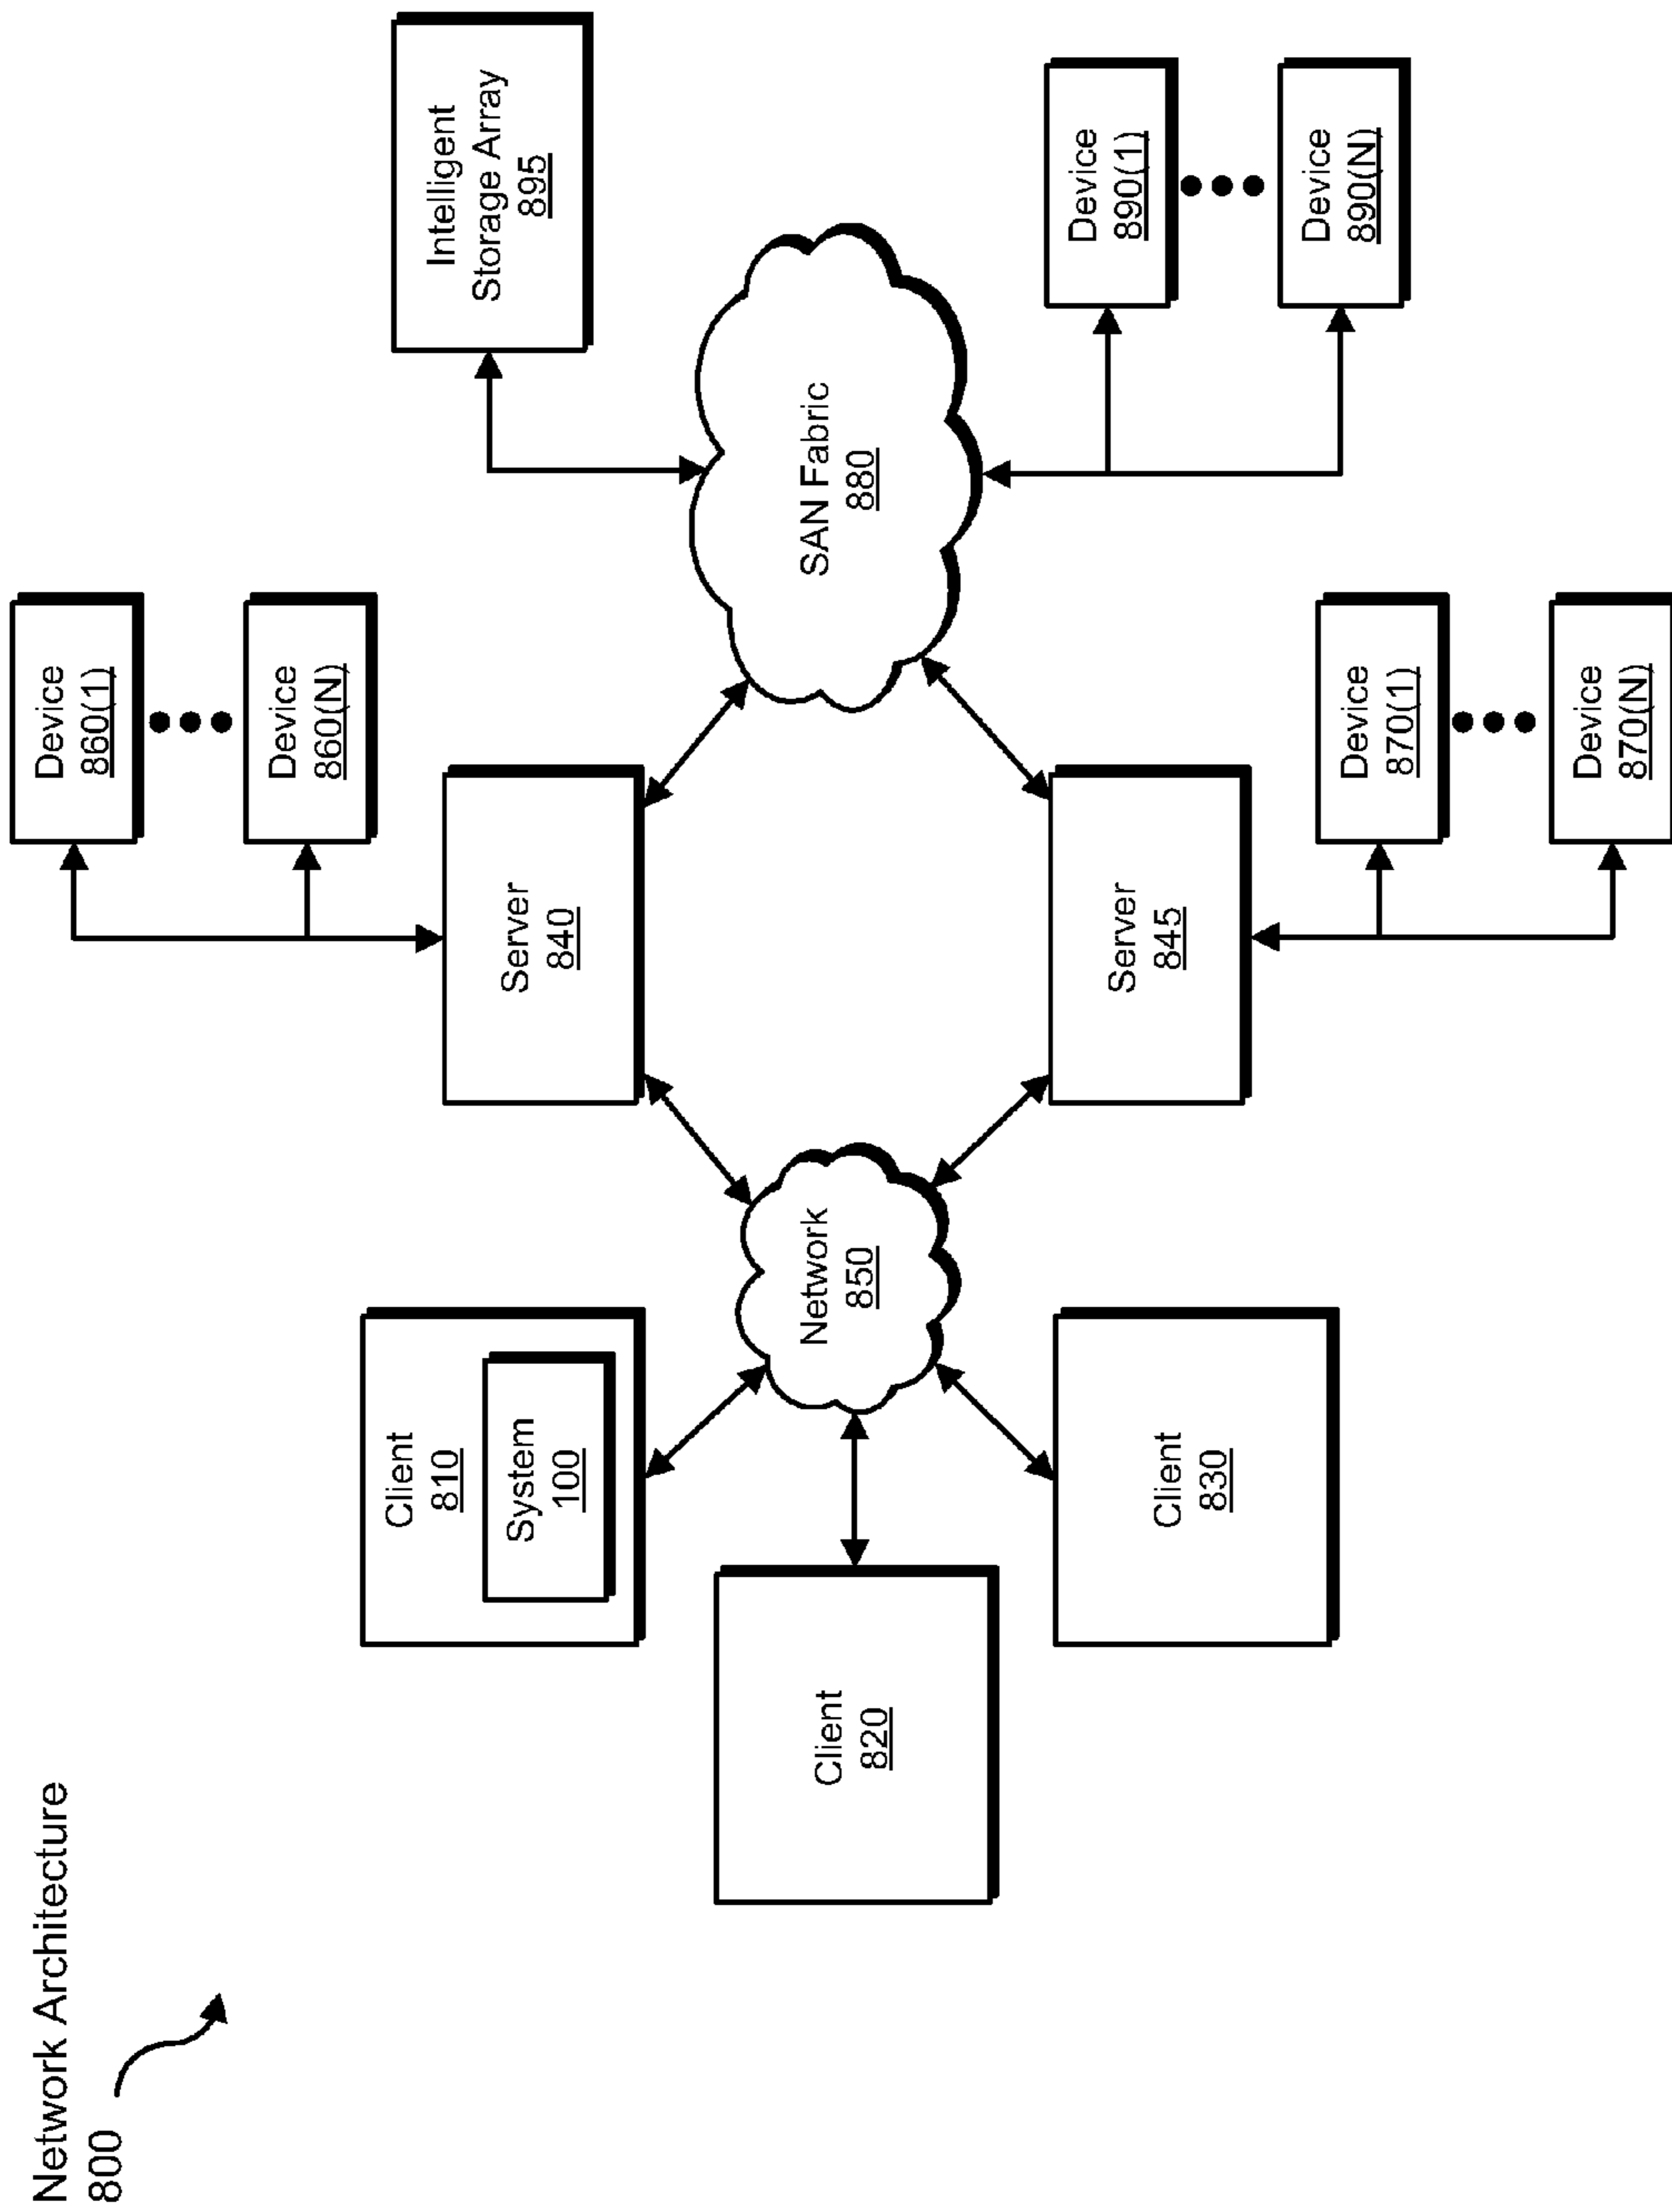 Network Architecture
800
Device
860(1)
Device
860(N)
Intelligent
Storage Array
895
Client
810
System
100
Server
840
Client
820
Network
850
SAN Fabric
880
Client
830
Server
845
Device
890(1)
Device
890(N)
Device
870(1)
Device
870(N)